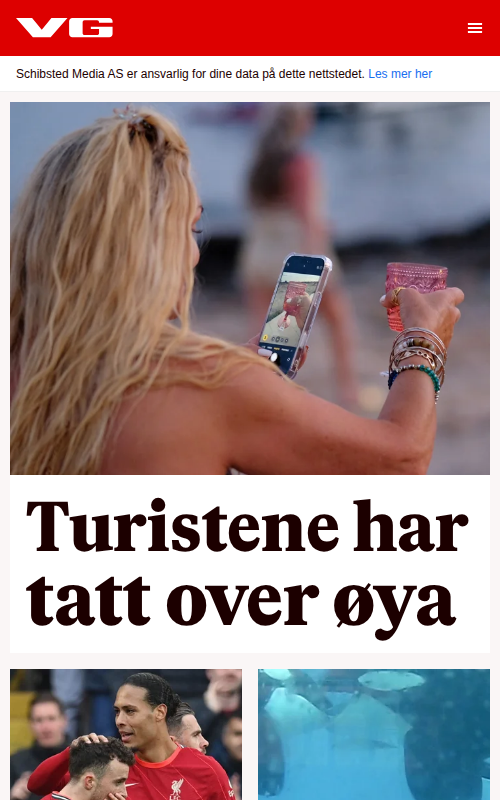 VG
Schibsted Media AS er ansvarlig for dine data på dette nettstedet. Les mer her
Turistene har
tatt over øya